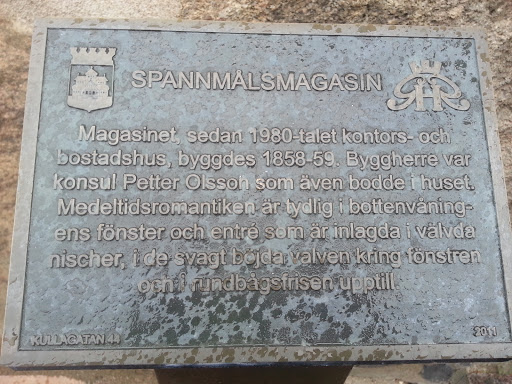 SPANNMÅLSMAGASIN
Magasinet, sedan 1980-talet kontors- och
bostadshus, byggdes 1858-59. Byggherre var
konsul Petter Olsson som även bodde i huset.
Medeltidsromantiken är tydlig i bottenvåning-
ens fönster och entré som är inlagda i välvda
nischer, i de svagt böjda valven kring fönstren
och i rundbågsfrisen upptill.
KULLAGATAN 44
2011